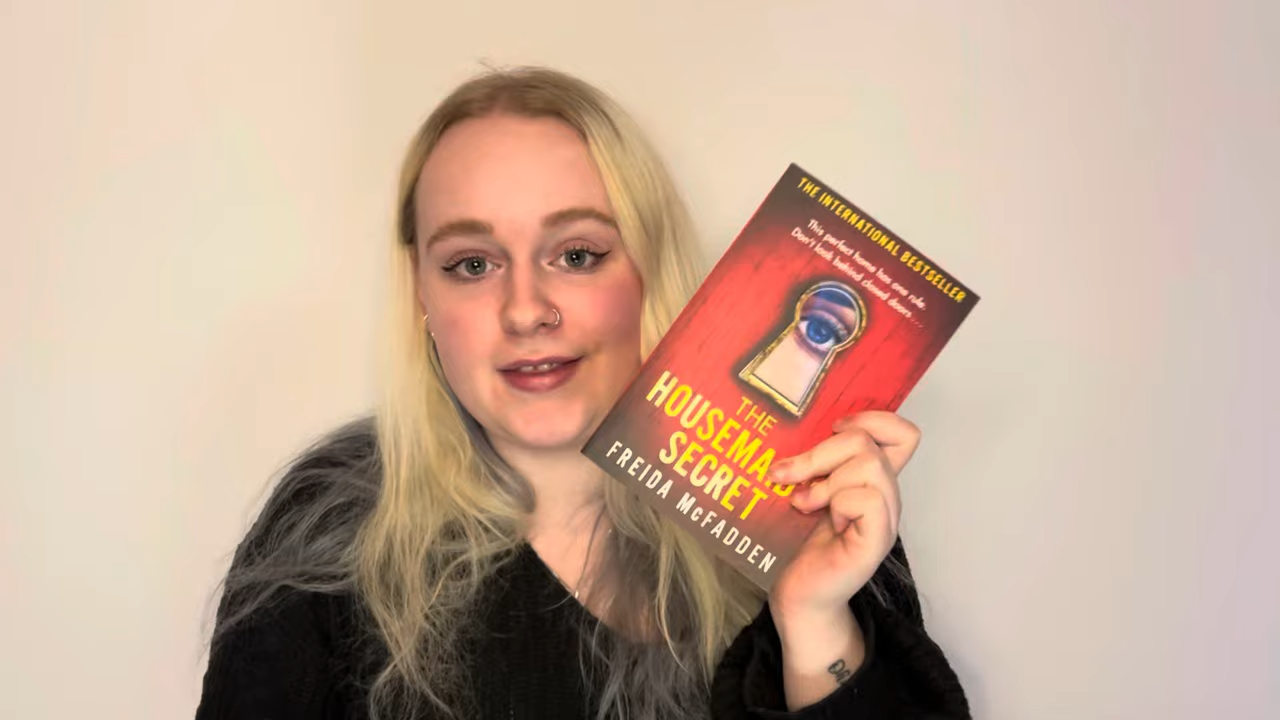 THE INTERNATIONAL BESTSELLER
This perfect home has one rule.
Don't look behind closed doors . . .
THE
HOUSEMAID
SECRET
FREIDA McFADDEN